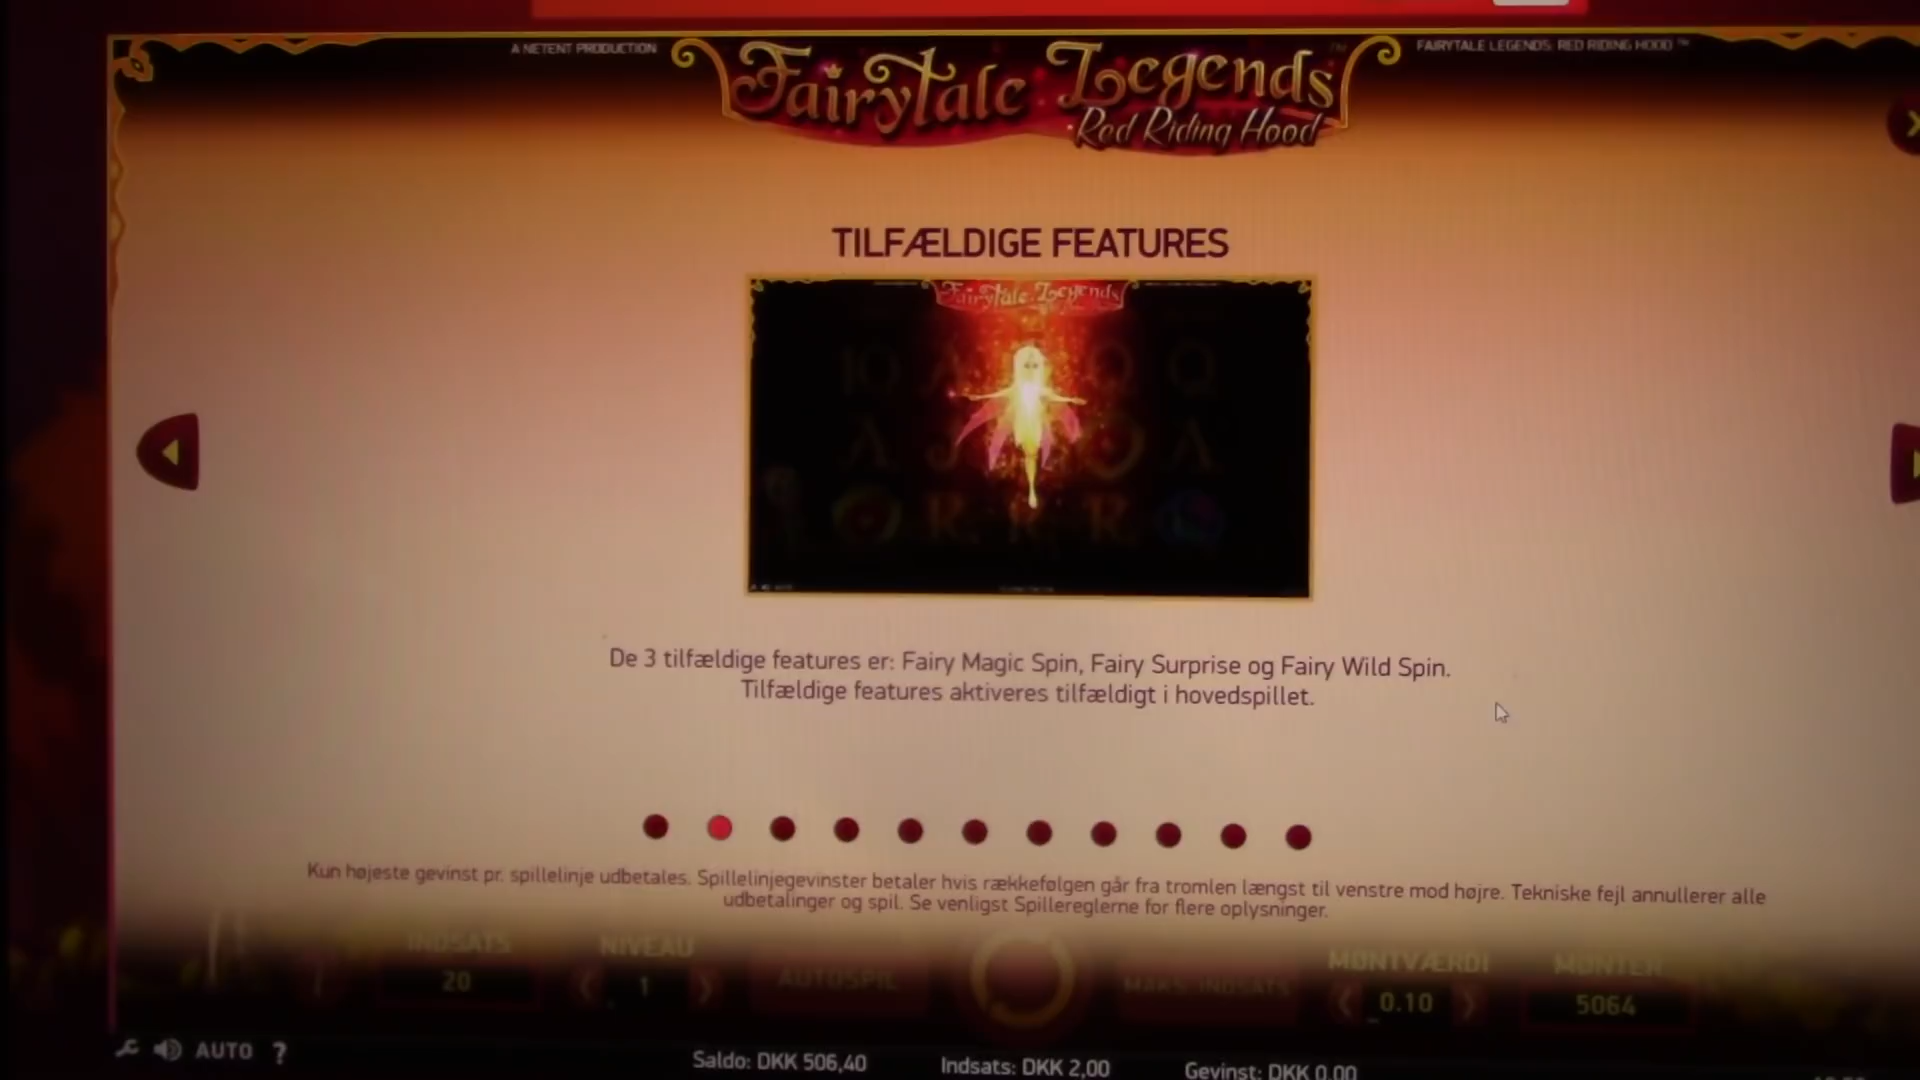 A NETENT PRODUCTION
Fairytale Legends
Red Riding Hood
FAIRYTALE LEGENDS: RED RIDING HOOD™
TILFÆLDIGE FEATURES
Fairytale Legends
De 3 tilfældige features er: Fairy Magic Spin, Fairy Surprise og Fairy Wild Spin.
Tilfældige features aktiveres tilfældigt i hovedspillet.
Kun højeste gevinst pr. spillelinje udbetales. Spillelinjegevinster betaler hvis rækkefølgen går fra tromlen længst til venstre mod højre. Tekniske fejl annullerer alle
udbetalinger og spil. Se venligst Spillereglerne for flere oplysninger.
INDSATS
NIVEAU
MØNTVÆRDI
MØNTER
20
1
AUTOSPIL
MAKS. INDSATS
0.10
5064
AUTO ?
Saldo: DKK 506,40
Indsats: DKK 2,00
Gevinst: DKK 0,00